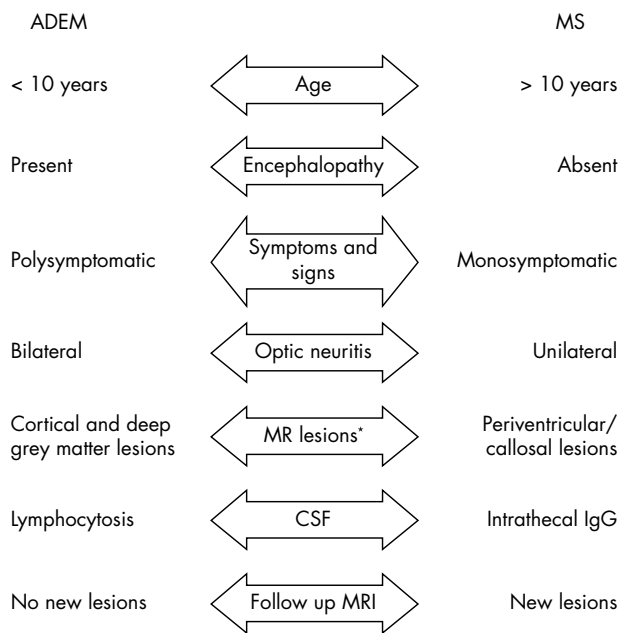 ADEM MS
< 10 years Age > 10 years
Present Encephalopathy Absent
Polysymptomatic Symptoms and signs Monosymptomatic
Bilateral Optic neuritis Unilateral
Cortical and deep grey matter lesions MR lesions* Periventricular/ callosal lesions
Lymphocytosis CSF Intrathecal IgG
No new lesions Follow up MRI New lesions